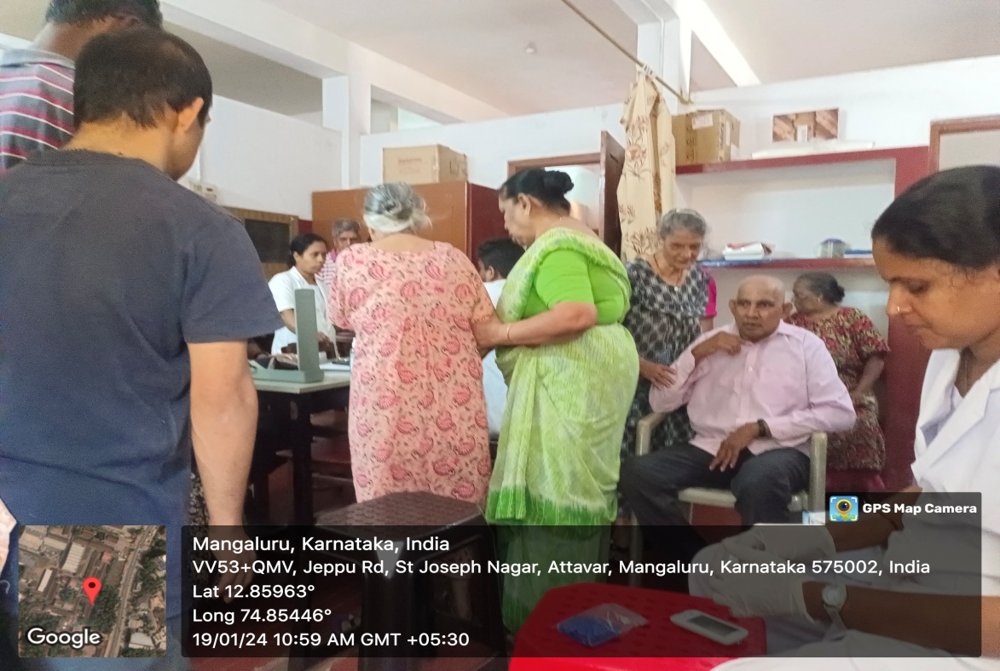 GPS Map Camera
Mangaluru, Karnataka, India
VV53+QMV, Jeppu Rd, St Joseph Nagar, Attavar, Mangaluru, Karnataka 575002, India
Lat 12.85963°
Long 74.85446°
19/01/24 10:59 AM GMT +05:30
Google